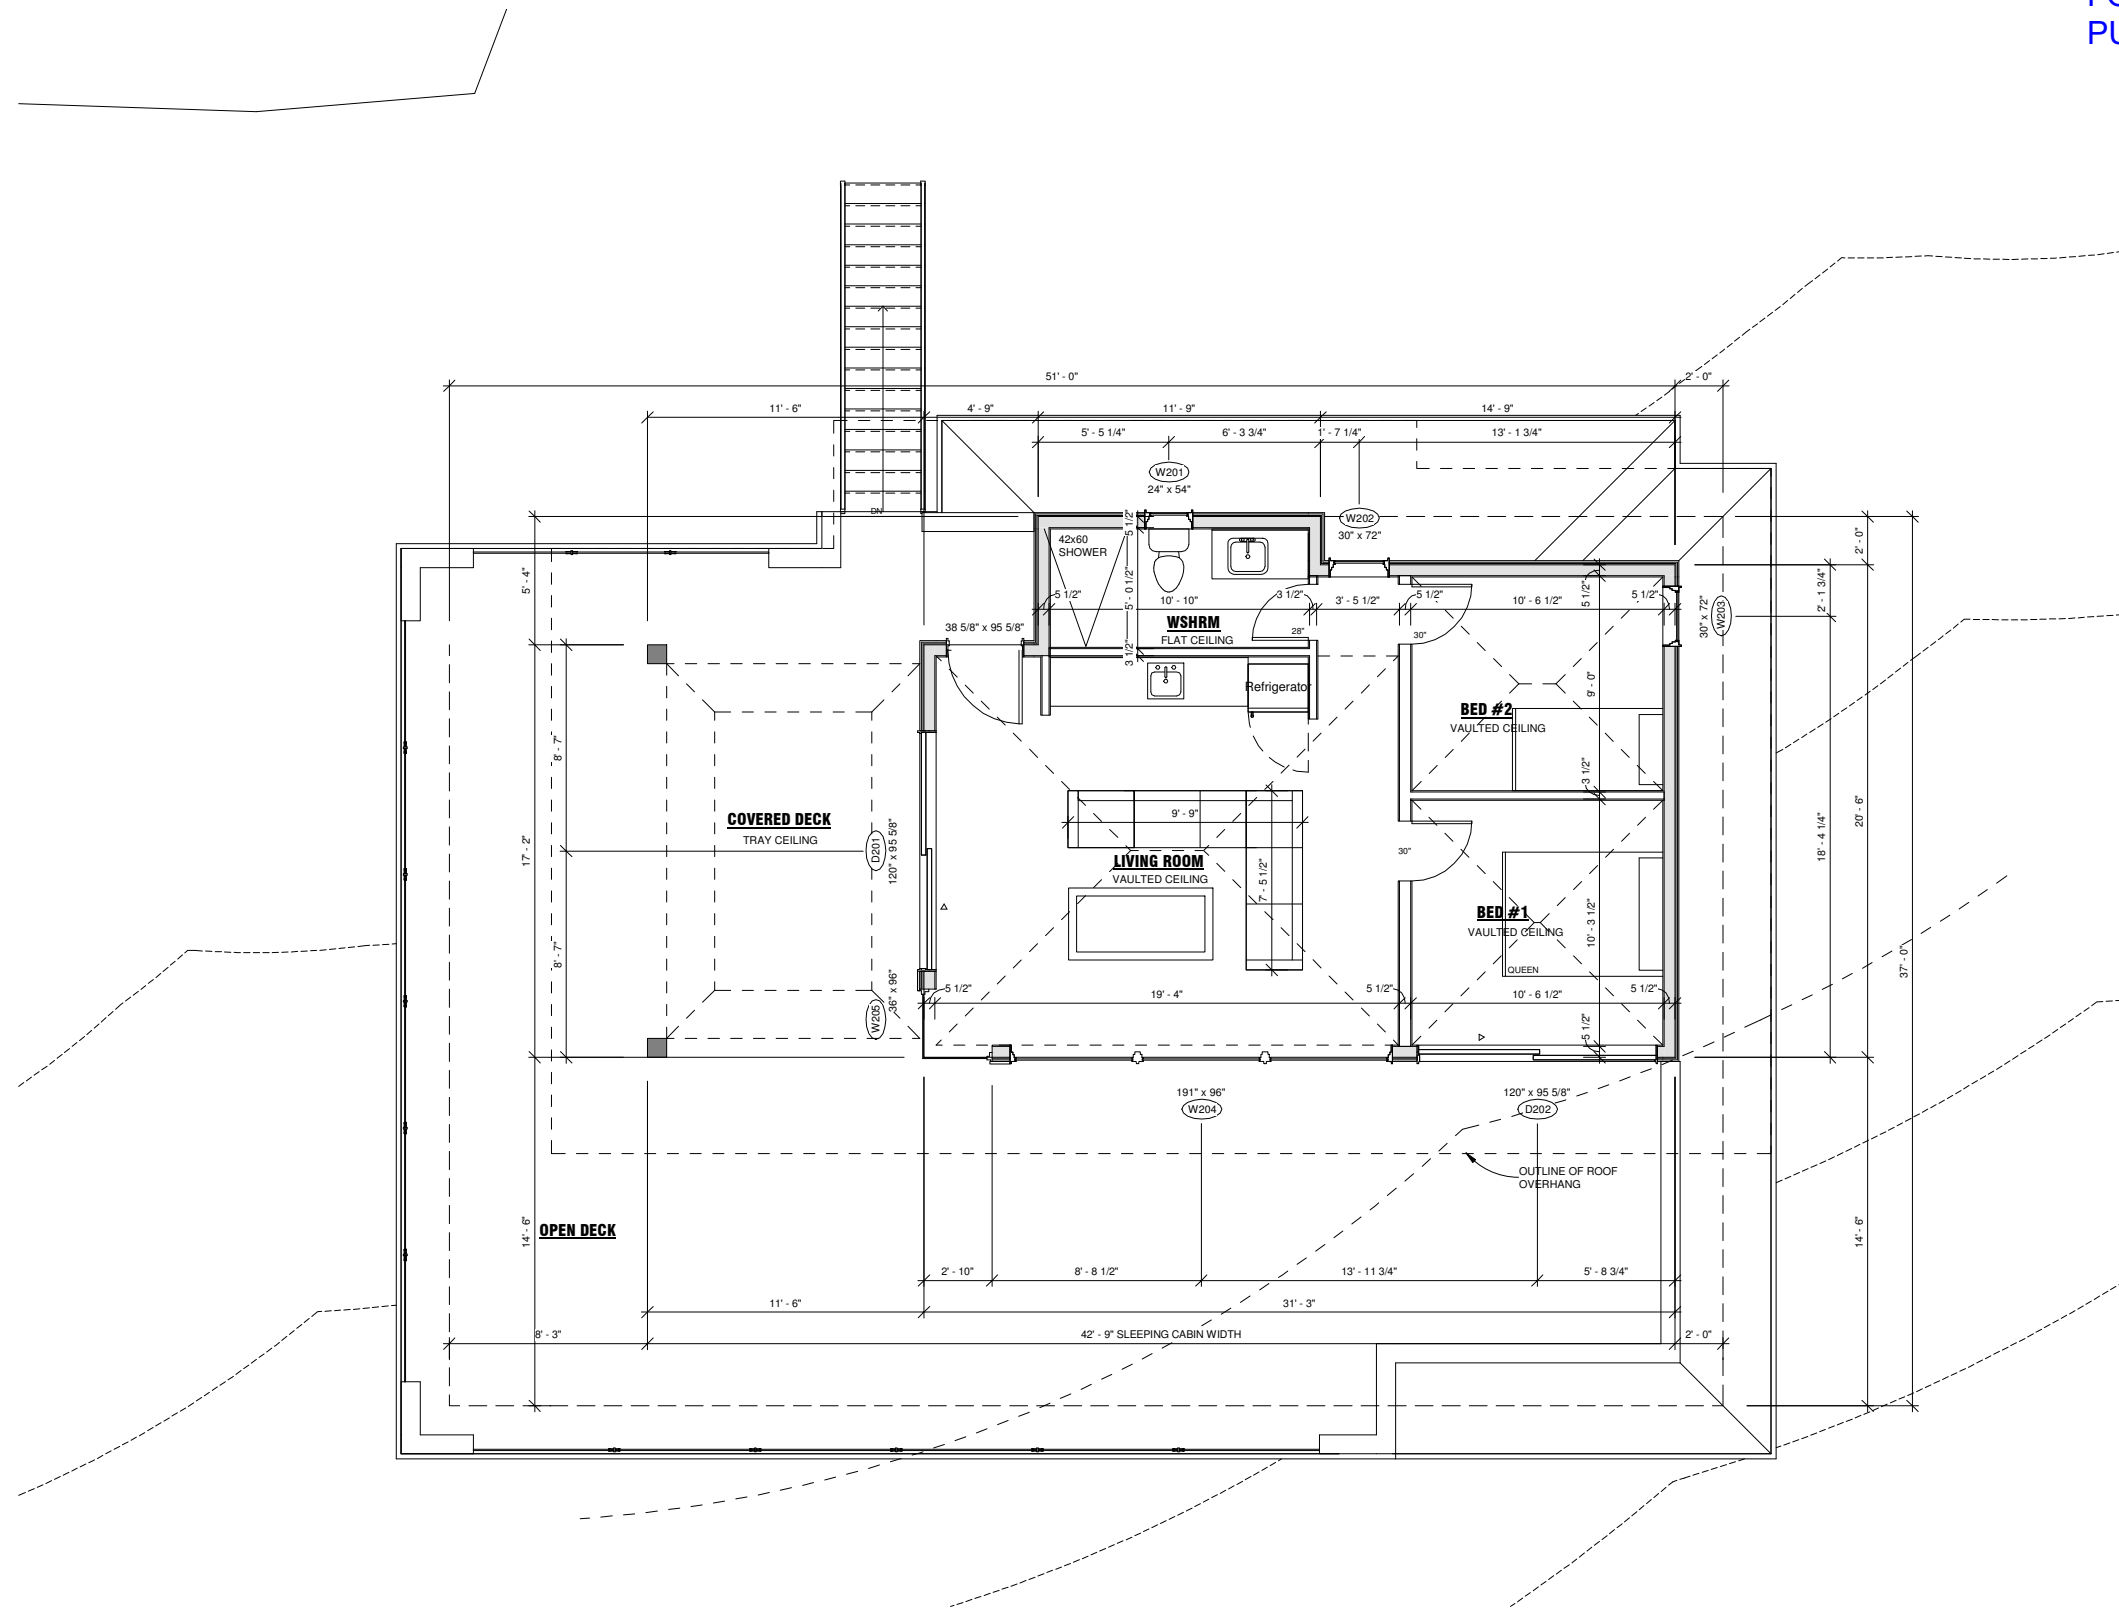 PU
51' - 0"
2' - 0"
11' - 6"
4' - 9"
11' - 9"
14' - 9"
5' - 5 1/4"
6' - 3 3/4"
1' - 7 1/4"
13' - 1 3/4"
W201
24" x 54"
DN
W202
30" x 72"
5 1/2"
42x60
SHOWER
2' - 0"
5' - 4"
5' - 0 1/2"
5 1/2"
2' - 1 3/4"
5 1/2"
10' - 10"
3 1/2"
3' - 5 1/2"
5 1/2"
10' - 6 1/2"
5 1/2"
30" x 72"
W203
38 5/8" x 95 5/8"
WSHRM
FLAT CEILING
28"
30"
3 1/2"
Refrigerator
9' - 0"
BED #2
VAULTED CEILING
8' - 7"
3 1/2"
COVERED DECK
TRAY CEILING
D201
120" x 95 5/8"
9' - 9"
17' - 2"
LIVING ROOM
VAULTED CEILING
30"
7' - 5 1/2"
18' - 4 1/4"
20' - 6"
BED #1
VAULTED CEILING
10' - 3 1/2"
8' - 7"
37' - 0"
QUEEN
36" x 96"
W205
5 1/2"
19' - 4"
5 1/2"
10' - 6 1/2"
5 1/2"
5 1/2"
191" x 96"
W204
120" x 95 5/8"
D202
OUTLINE OF ROOF
OVERHANG
14' - 6"
OPEN DECK
14' - 6"
2' - 10"
8' - 8 1/2"
13' - 11 3/4"
5' - 8 3/4"
11' - 6"
31' - 3"
8' - 3"
42' - 9" SLEEPING CABIN WIDTH
2' - 0"